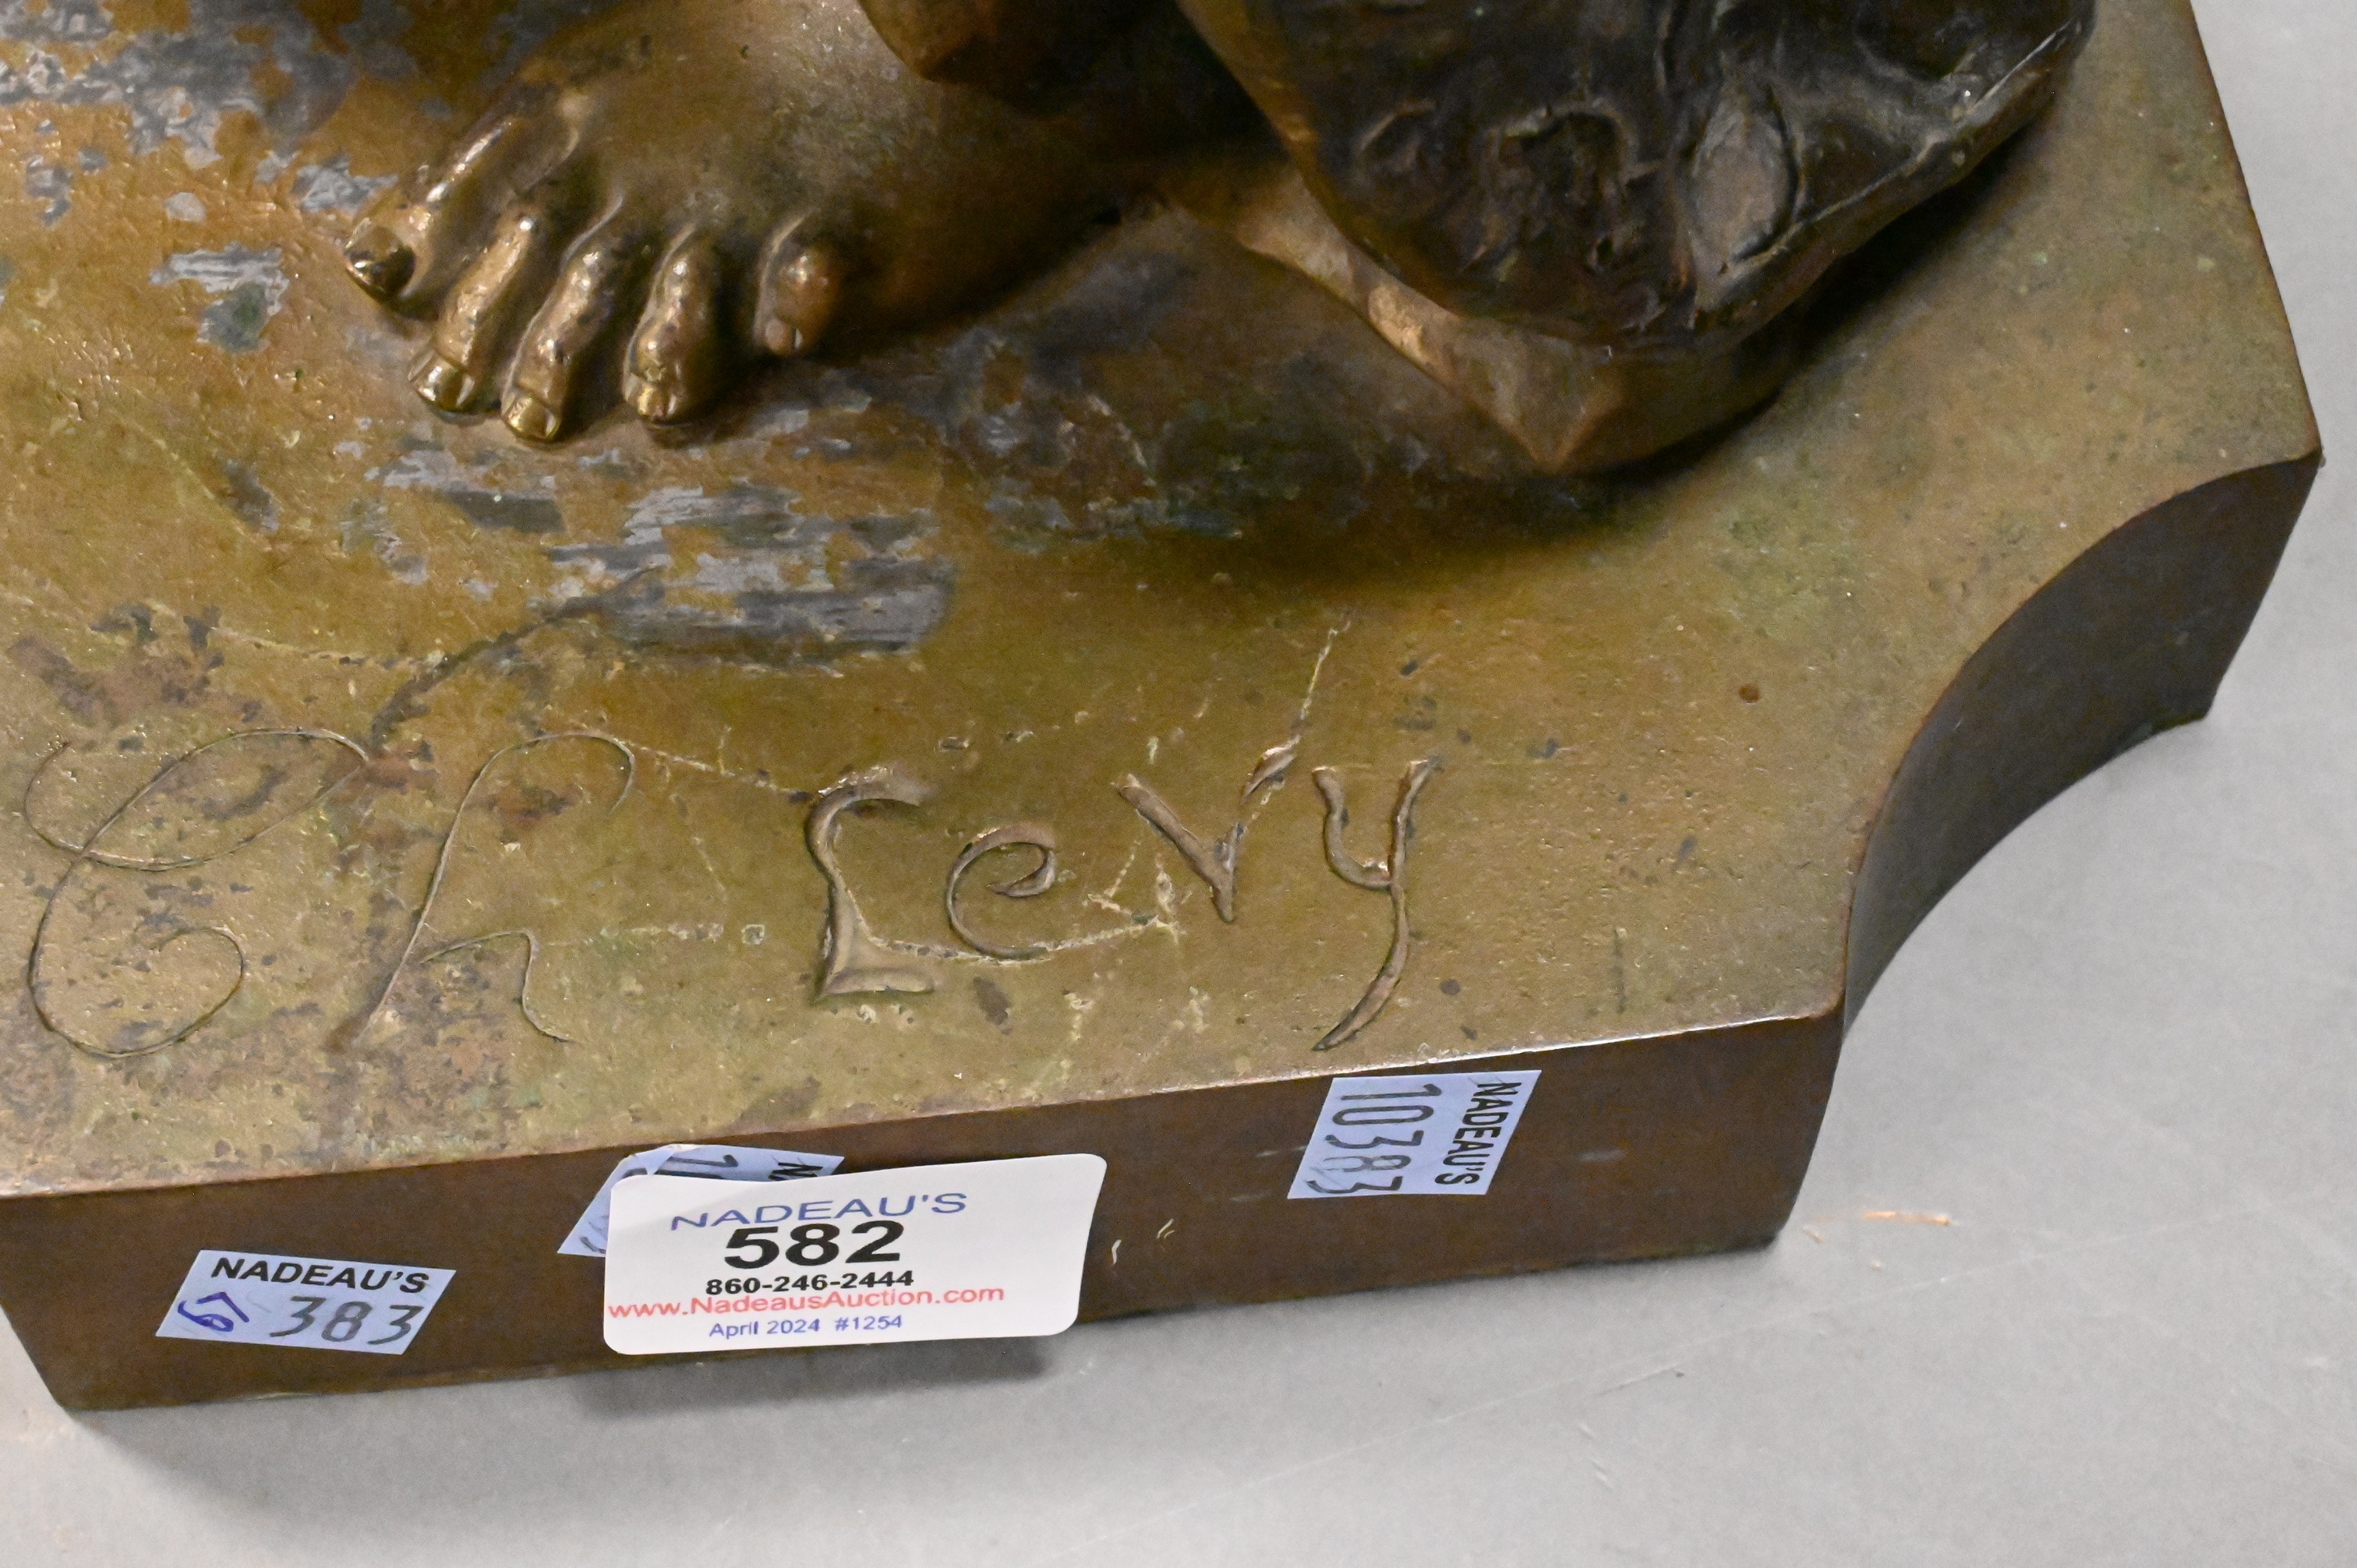 Ch Levy
NADEAU'S
10383
NADEAU'S
383
NADEAU'S
582
860-246-2444
www.NadeausAuction.com
April 2024 #1254